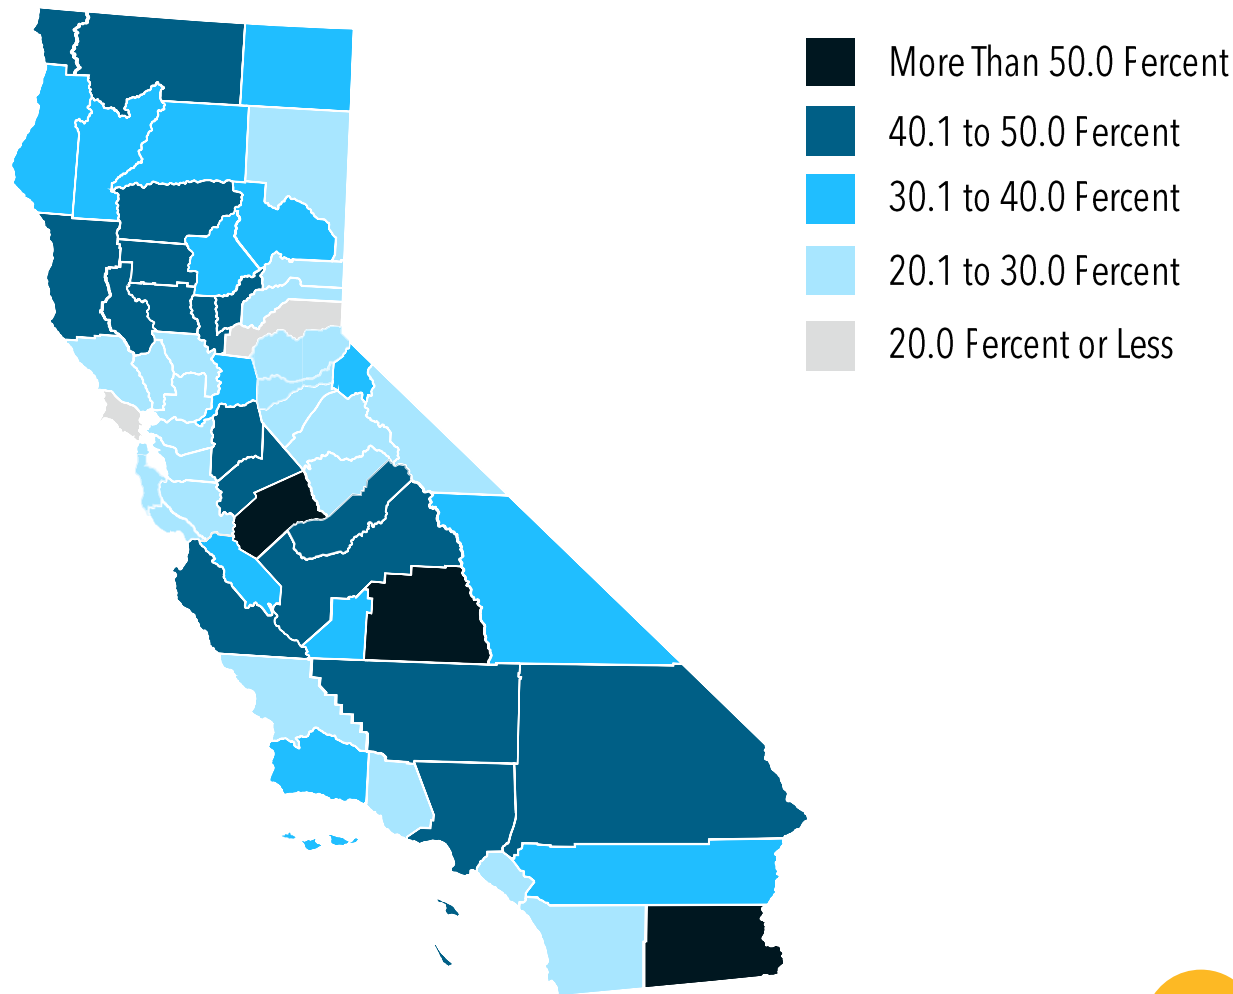 More Than 50.0 Fercent
40.1 to 50.0 Fercent
30.1 to 40.0 Fercent
20.1 to 30.0 Fercent
20.0 Fercent or Less